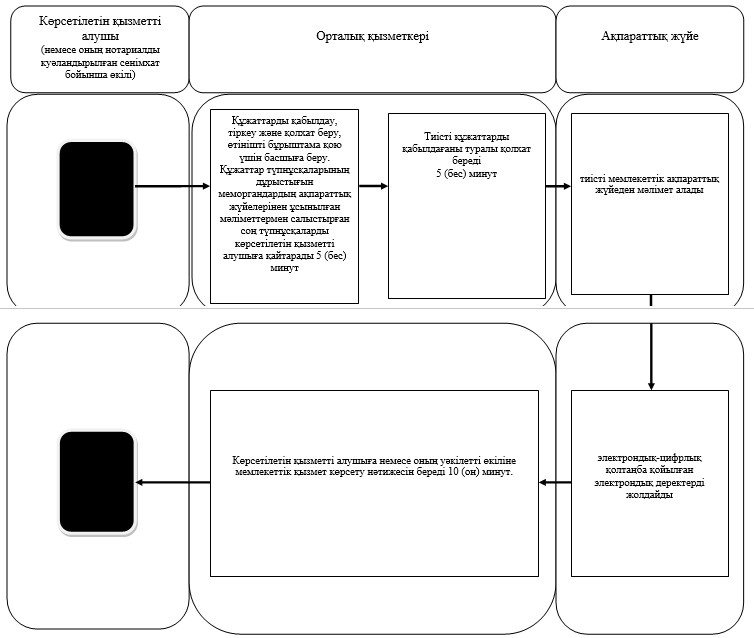 Көрсетілетін қызметті
алушы
(немесе оның нотариалды
куәландырылған сенімхат
бойынша өкілі)
Орталық қызметкері
Ақпараттық жүйе
Құжаттарды қабылдау,
тіркеу және қолхат беру,
өтінішті бұрыштама қою
үшін басшыға беру.
Құжаттар түпнұсқаларының
дұрыстығын
меморгандардың ақпараттық
жүйелерінен ұсынылған
мәліметтермен салыстырған
соң түпнұсқаларды
көрсетілетін қызметті
алушыға қайтарады 5 (бес)
минут
Тиісті құжаттарды
қабылдағаны туралы қолхат
береді
5 (бес) минут
тиісті мемлекеттік ақпараттық
жүйеден мәлімет алады
Көрсетілетін қызметті алушыға немесе оның уәкілетті өкіліне
мемлекеттік қызмет көрсету нәтижесін береді 10 (он) минут.
электрондық-цифрлық
қолтаңба қойылған
электрондық деректерді
жолдайды